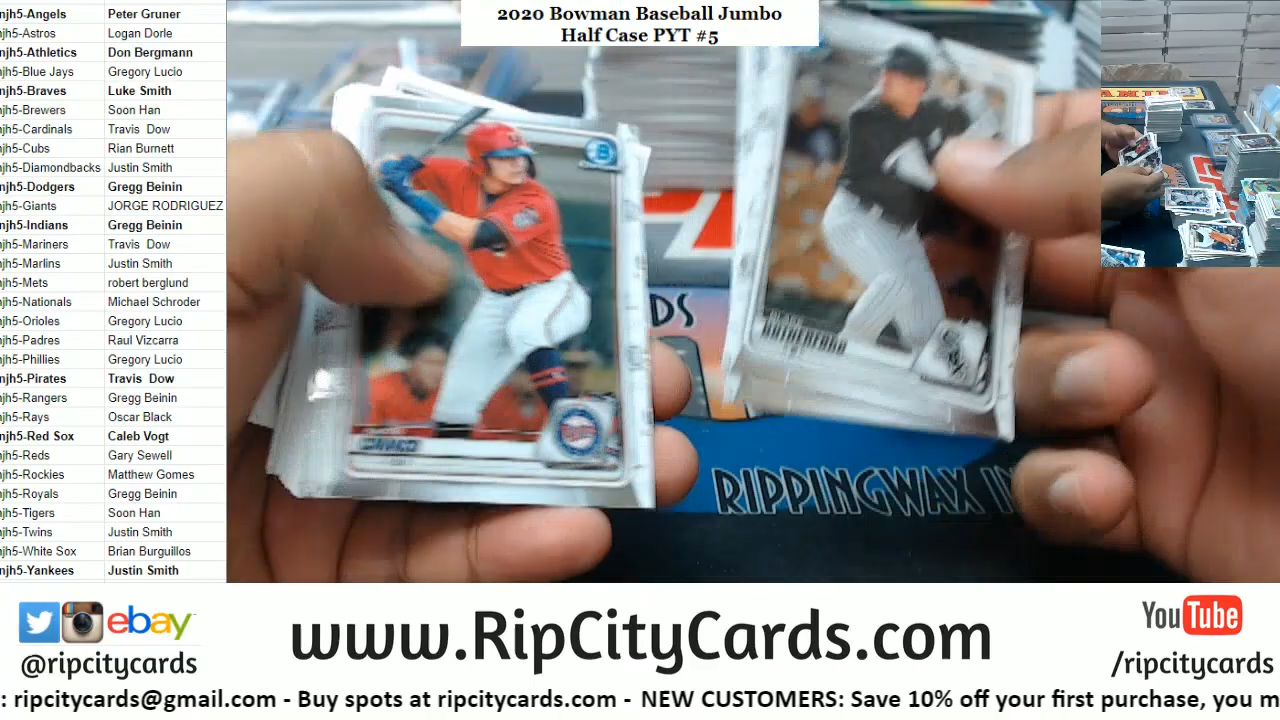 2020 Bowman Baseball Jumbo
Half Case PYT #5
njh5-Angels Peter Gruner
njh5-Astros Logan Dorle
njh5-Athletics Don Bergmann
njh5-Blue Jays Gregory Lucio
njh5-Braves Luke Smith
njh5-Brewers Soon Han
njh5-Cardinals Travis Dow
njh5-Cubs Rian Burnett
njh5-Diamondbacks Justin Smith
njh5-Dodgers Gregg Beinin
njh5-Giants JORGE RODRIGUEZ
njh5-Indians Gregg Beinin
njh5-Mariners Travis Dow
njh5-Marlins Justin Smith
njh5-Mets robert berglund
njh5-Nationals Michael Schroder
njh5-Orioles Gregory Lucio
njh5-Padres Raul Vizcarra
njh5-Phillies Gregory Lucio
njh5-Pirates Travis Dow
njh5-Rangers Gregg Beinin
njh5-Rays Oscar Black
njh5-Red Sox Caleb Vogt
njh5-Reds Gary Sewell
njh5-Rockies Matthew Gomes
njh5-Royals Gregg Beinin
njh5-Tigers Soon Han
njh5-Twins Justin Smith
njh5-White Sox Brian Burguillos
njh5-Yankees Justin Smith
RIPPINGWAX
ebay
@ripcitycards
www.RipCityCards.com
YouTube
/ripcitycards
: ripcitycards@gmail.com - Buy spots at ripcitycards.com - NEW CUSTOMERS: Save 10% off your first purchase, you m